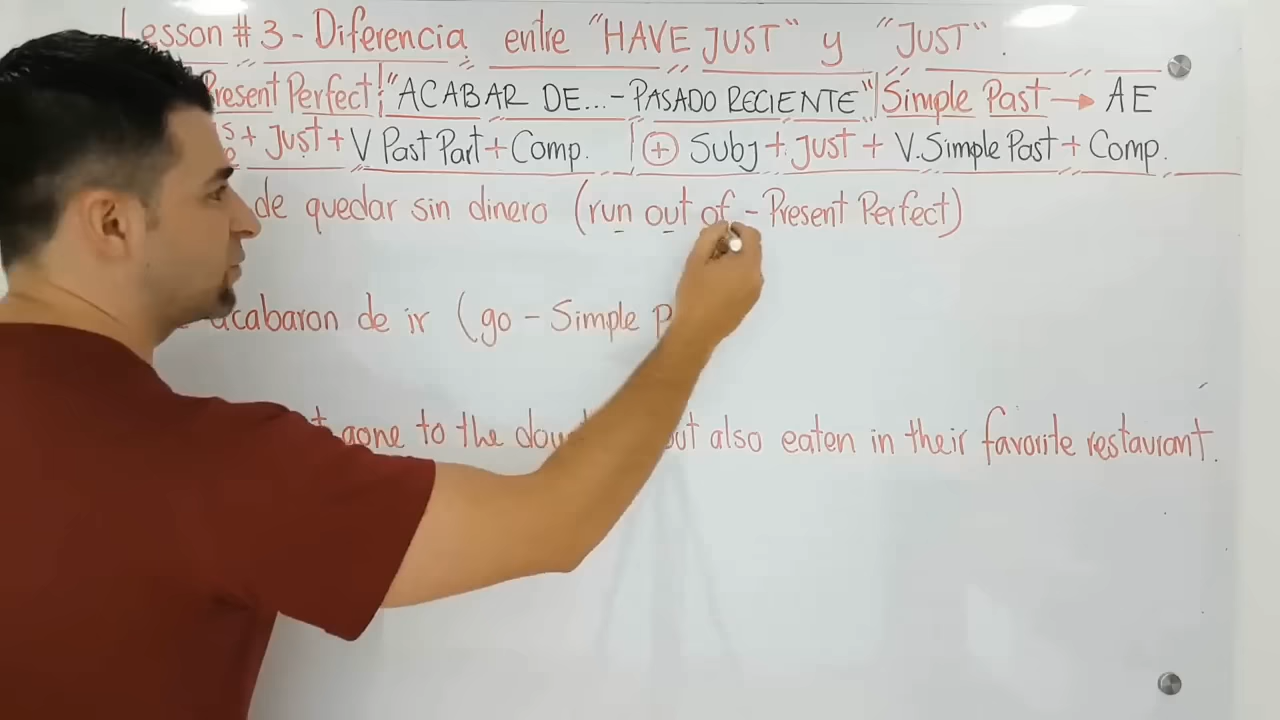 Lesson # 3 - Diferencia entre "HAVE JUST" y "JUST".
Present Perfect: "ACABAR DE...- PASADO RECIENTE" Simple Past → AE
+ Just + V Past Part + Comp. (+) Subj + Just + V. Simple Past + Comp.
de quedar sin dinero (run out of - Present Perfect)
acabaron de ir (go - Simple P
gone to the but also eaten in their favorite restaurant.